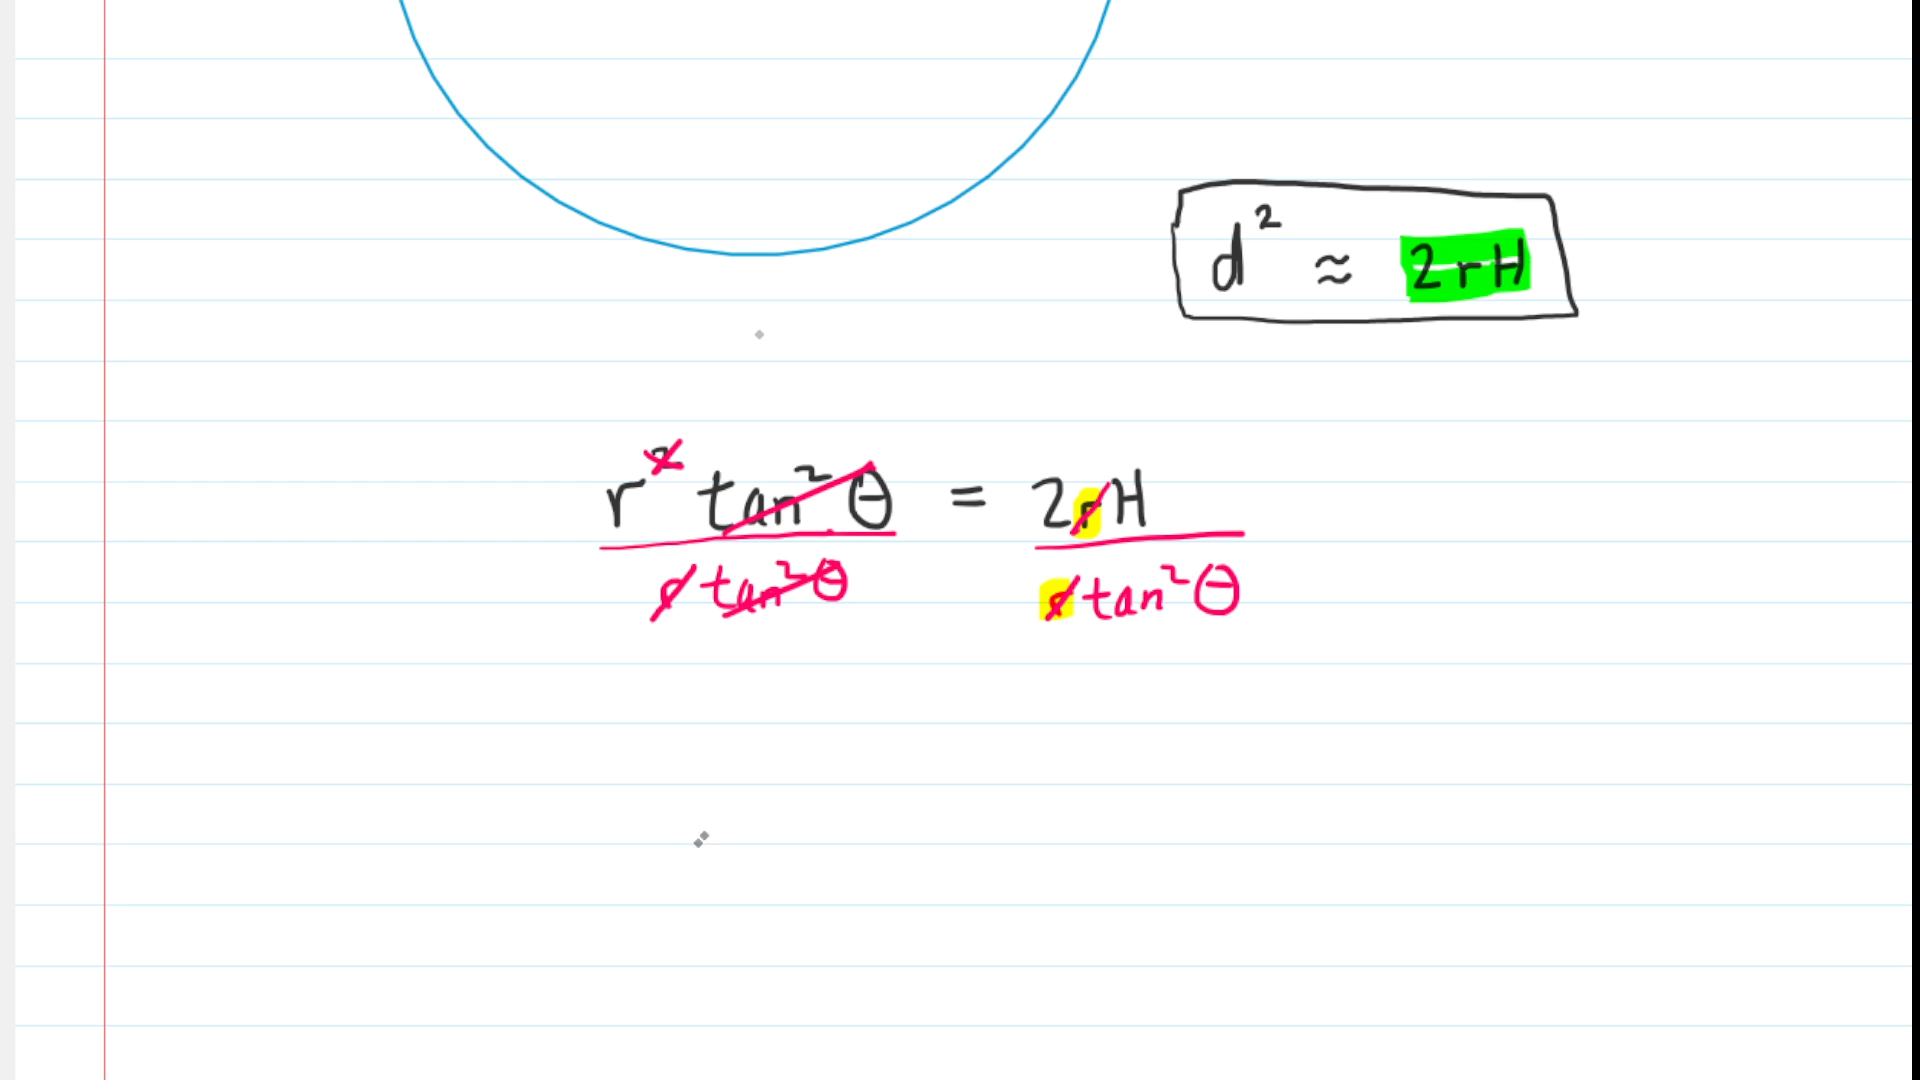 d² ≈ 2rH
r² tan²θ = 2rH
r tan²θ r tan²θ